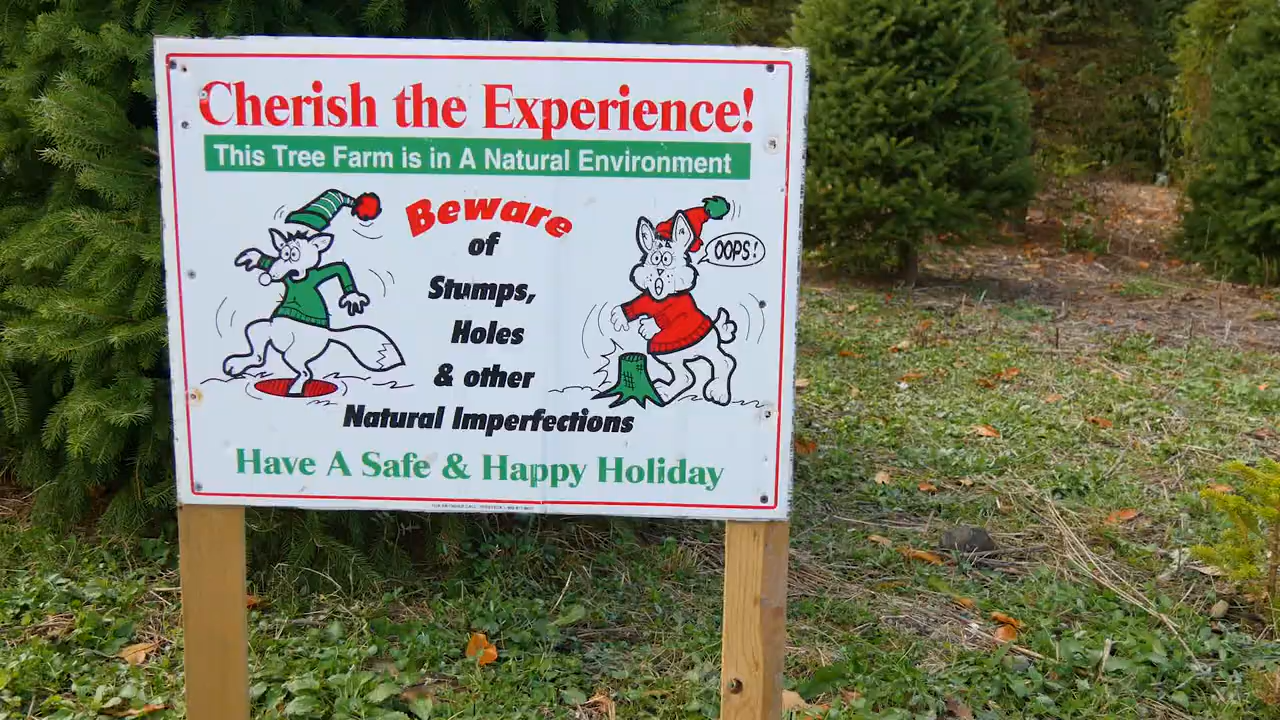 Cherish the Experience!
This Tree Farm is in A Natural Environment
Beware
of
Stumps,
Holes
& other
Natural Imperfections
OOPS!
Have A Safe & Happy Holiday